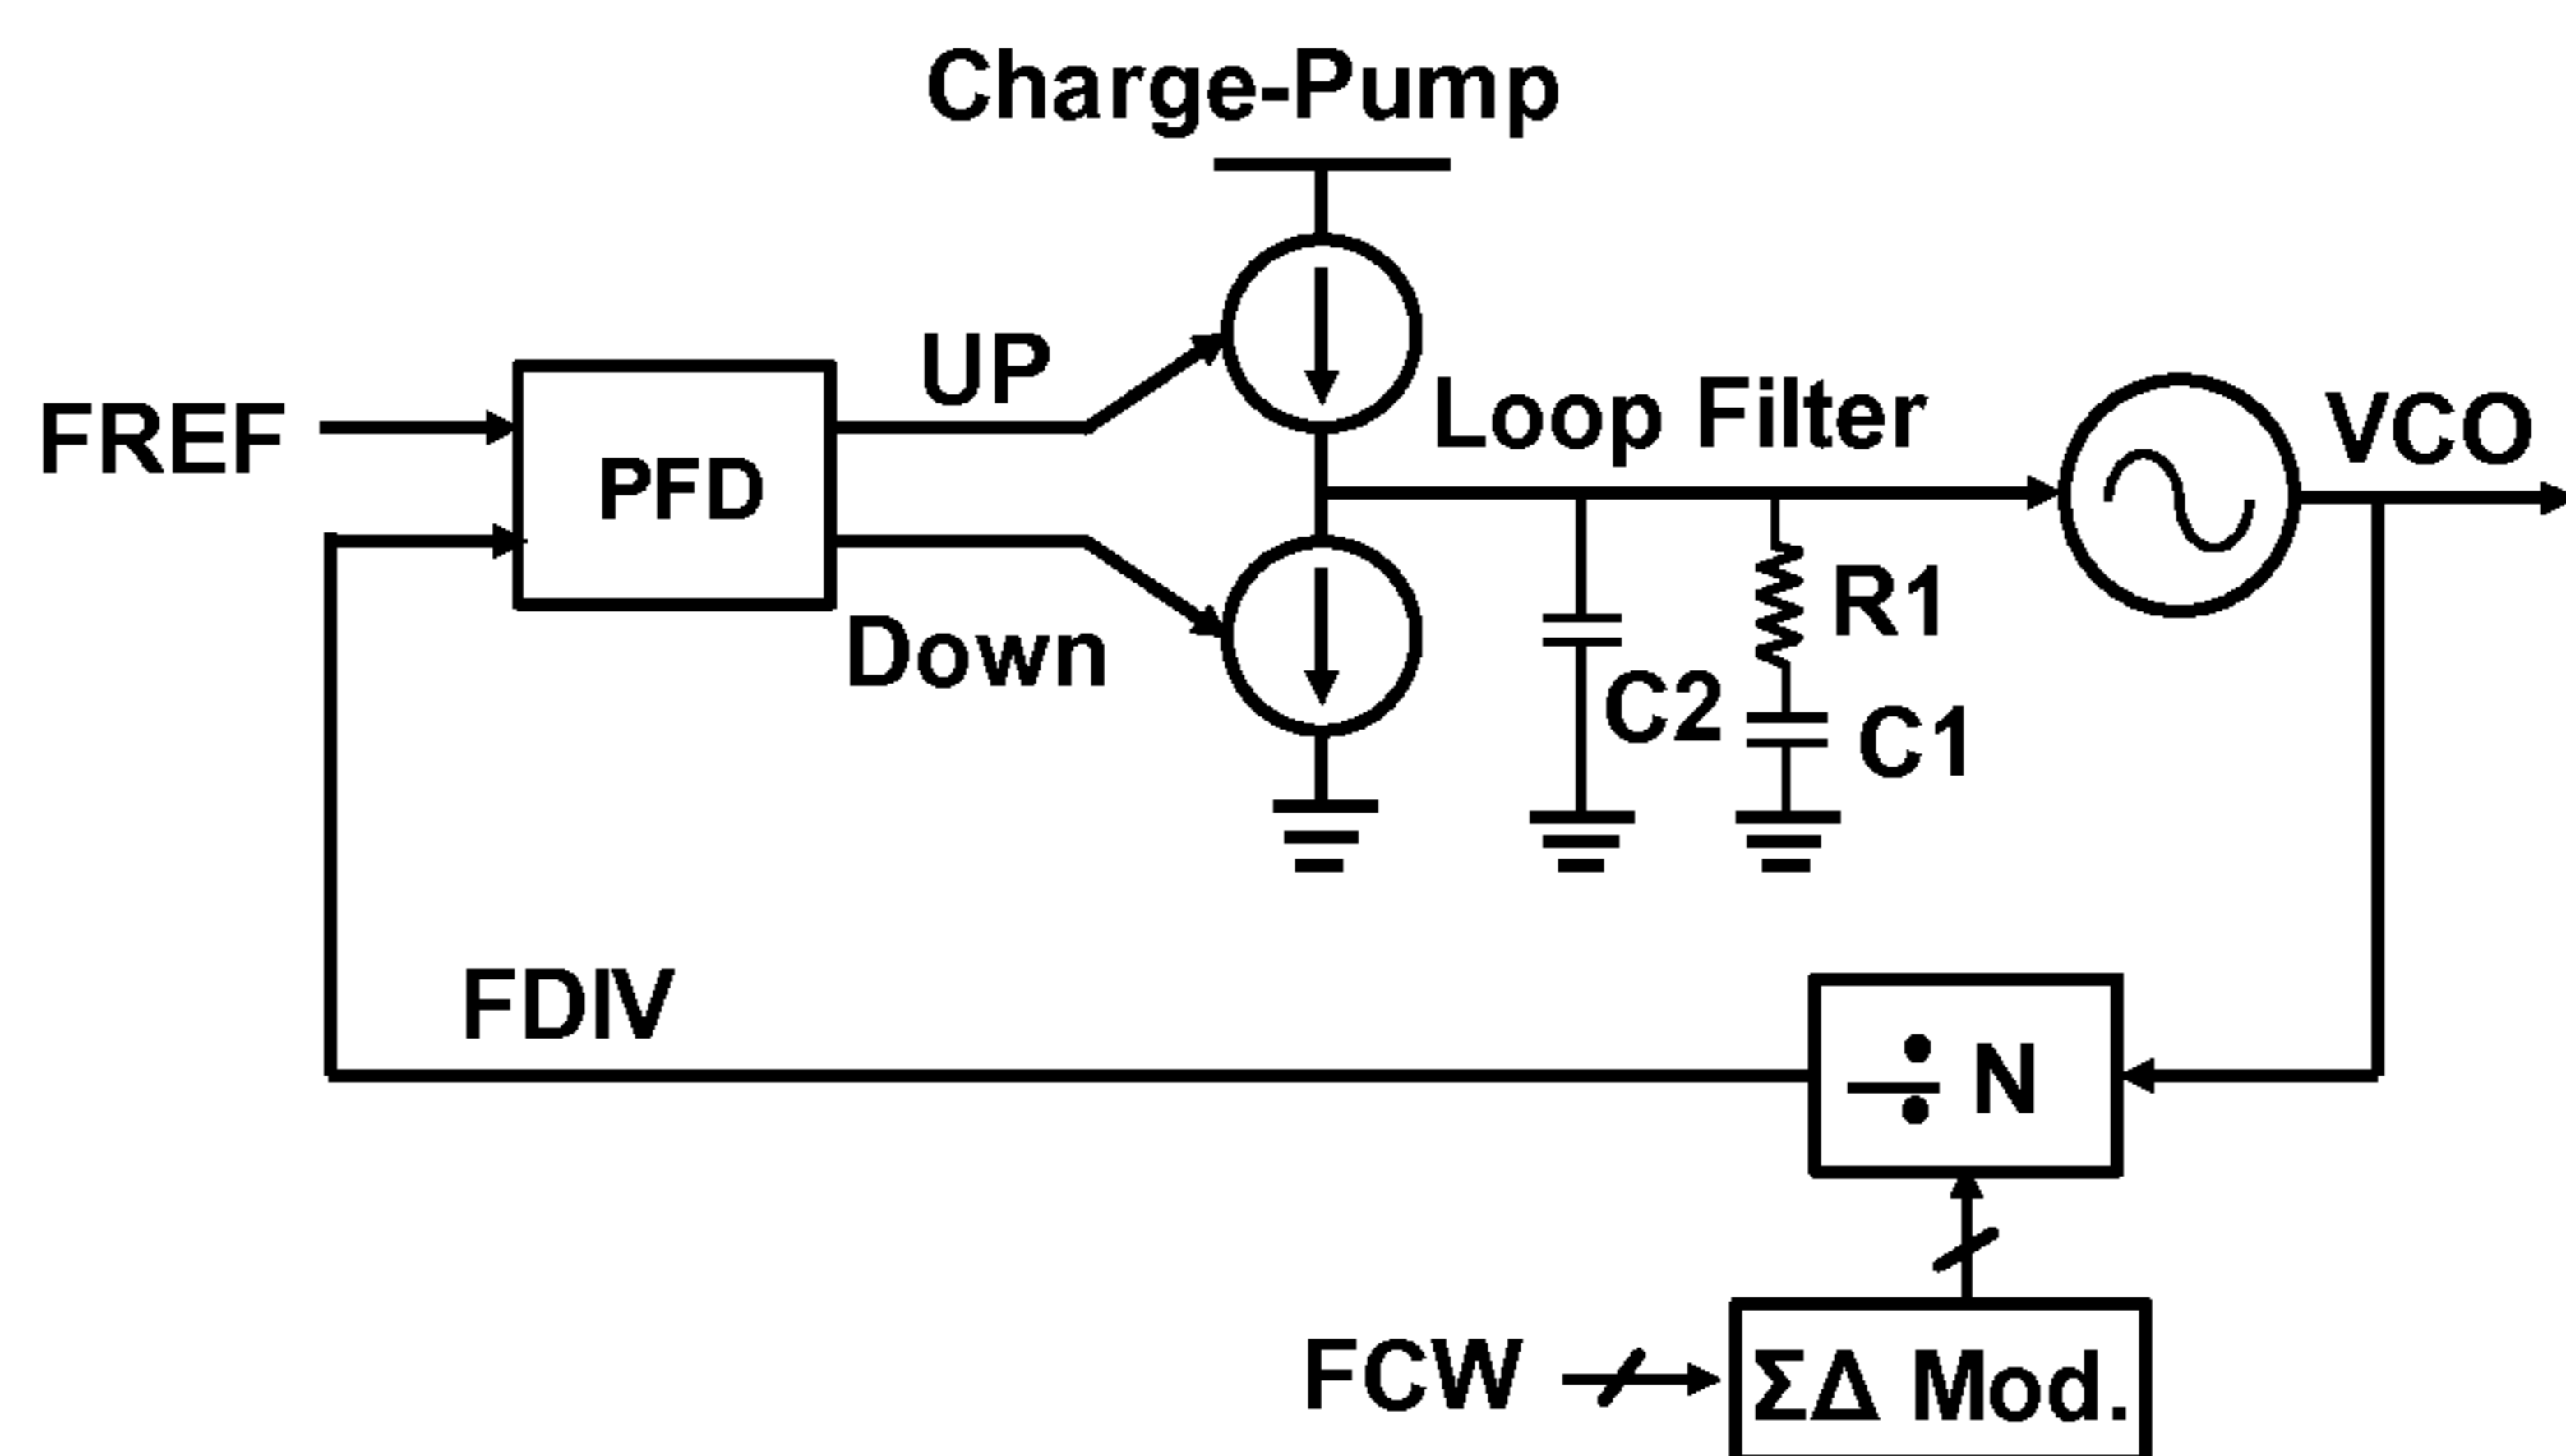 Charge-Pump
UP
FREF
PFD
Loop Filter
VCO
Down
R1
C2
C1
FDIV
÷ N
FCW
ΣΔ Mod.